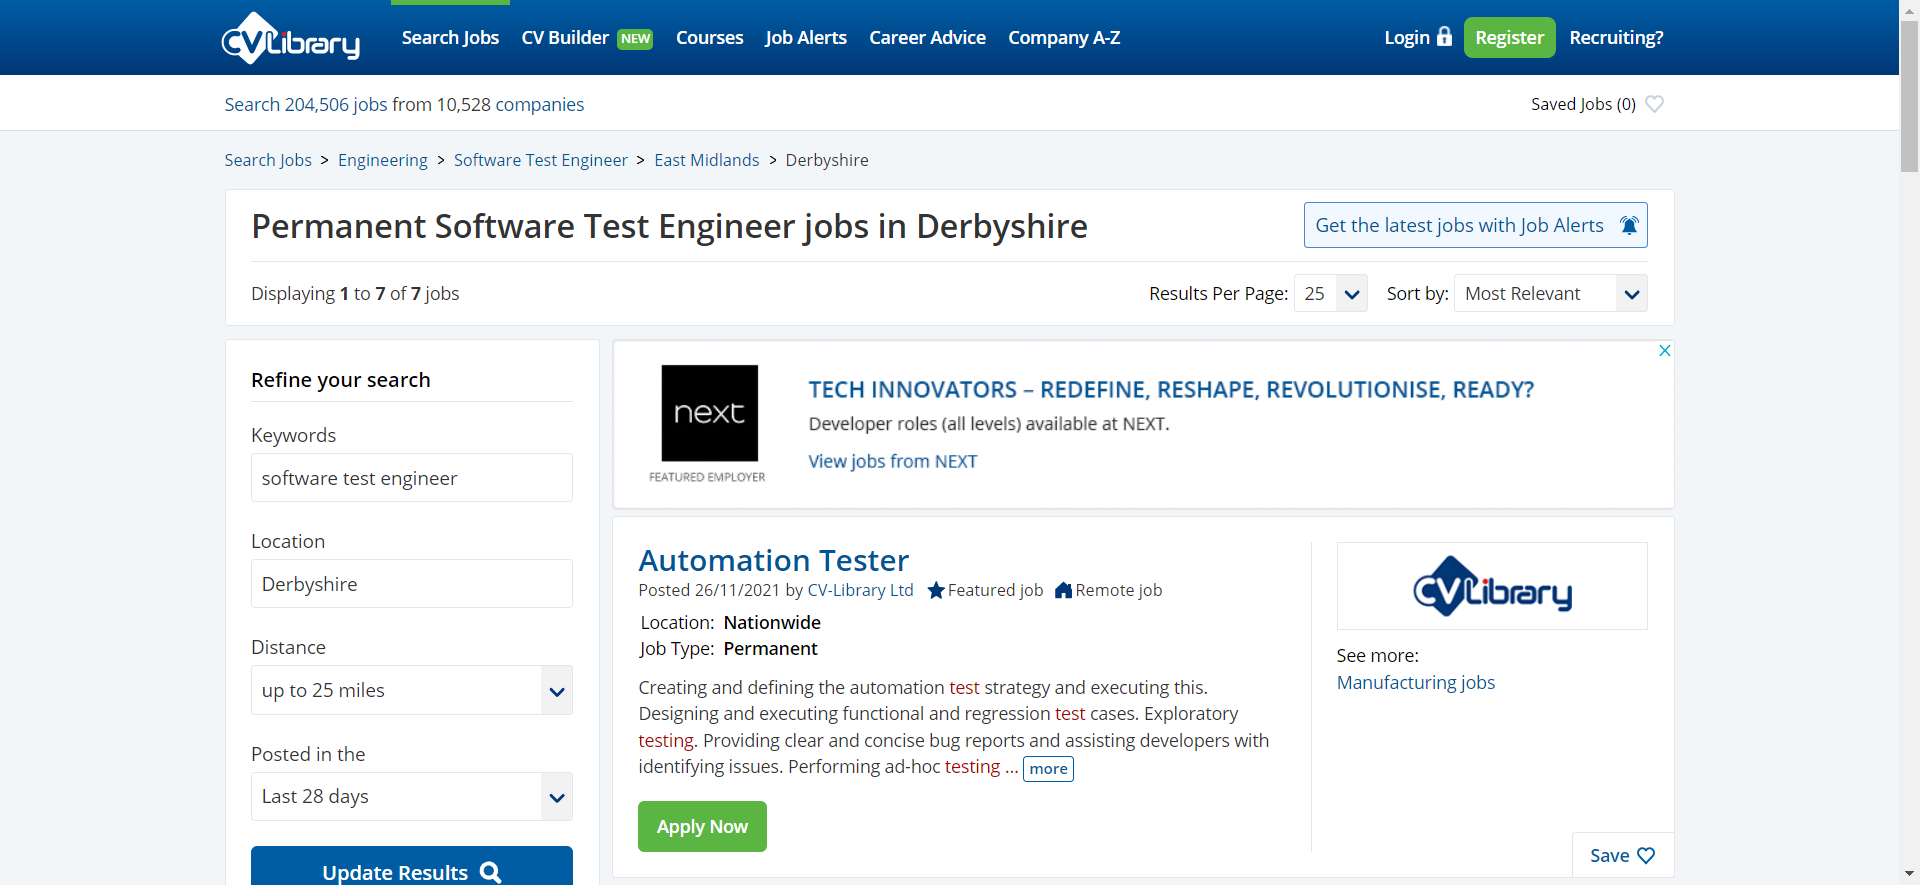 CVLibrary
Search Jobs
CV Builder NEW
Courses
Job Alerts
Career Advice
Company A-Z
Login
Register
Recruiting?
Search 204,506 jobs from 10,528 companies
Saved Jobs (0)
Search Jobs > Engineering > Software Test Engineer > East Midlands > Derbyshire
Permanent Software Test Engineer jobs in Derbyshire
Get the latest jobs with Job Alerts
Displaying 1 to 7 of 7 jobs
Results Per Page: 25
Sort by: Most Relevant
Refine your search
Keywords
software test engineer
Location
Derbyshire
Distance
up to 25 miles
Posted in the
Last 28 days
Update Results
next
FEATURED EMPLOYER
TECH INNOVATORS – REDEFINE, RESHAPE, REVOLUTIONISE, READY?
Developer roles (all levels) available at NEXT.
View jobs from NEXT
Automation Tester
Posted 26/11/2021 by CV-Library Ltd Featured job Remote job
Location: Nationwide
Job Type: Permanent
Creating and defining the automation test strategy and executing this.
Designing and executing functional and regression test cases. Exploratory
testing. Providing clear and concise bug reports and assisting developers with
identifying issues. Performing ad-hoc testing ... more
Apply Now
CVLibrary
See more:
Manufacturing jobs
Save